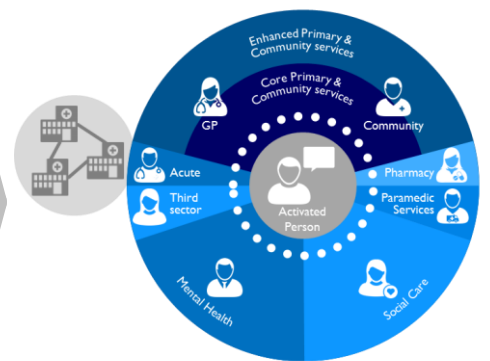 Enhanced Primary &
Community services
Core Primary &
Community services
GP
Community
Acute
Pharmacy
Third
sector
Paramedic
Services
Activated
Person
Mental Health
Social Care